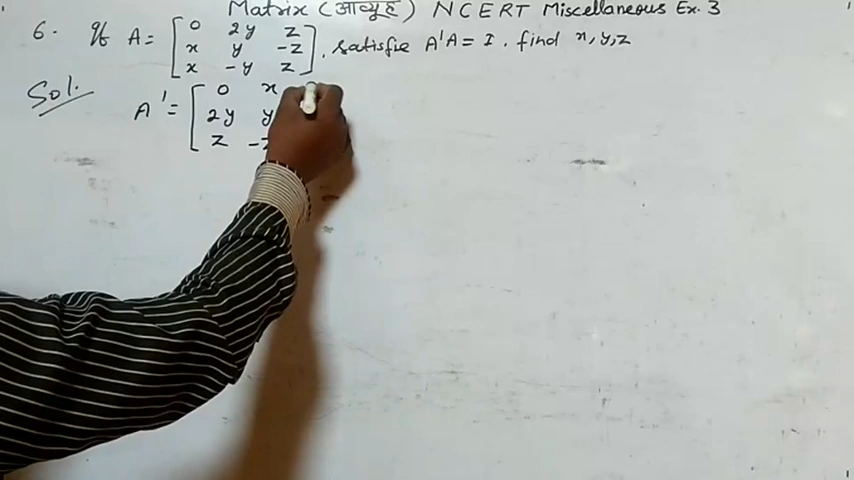 Matrix (आव्यूह) NCERT Miscellaneous Ex. 3
6. If A = [ 0 2y z ]
[ x y -z ] . satisfie A'A = I . find x, y, z
[ x -y z ]
Sol.
A' = [ 0 x
2y y
z